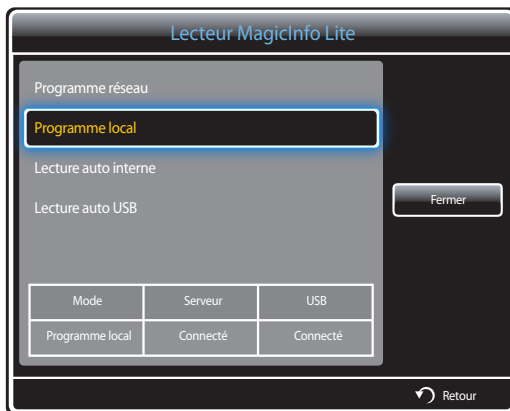 Lecteur MagicInfo Lite
Programme réseau
Programme local
Lecture auto interne
Lecture auto USB
Fermer
Mode Serveur USB
Programme local Connecté Connecté
Retour